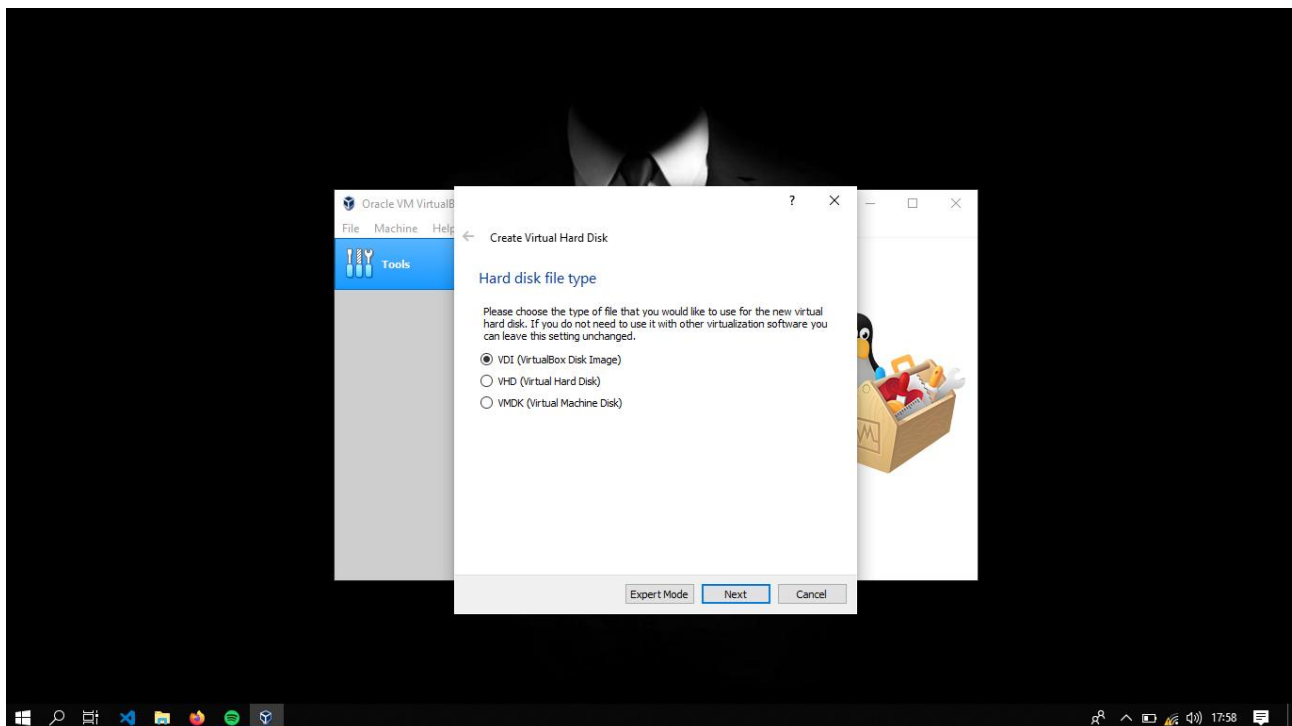 Oracle VM VirtualB
File Machine Help
Tools
?
Create Virtual Hard Disk
Hard disk file type
Please choose the type of file that you would like to use for the new virtual
hard disk. If you do not need to use it with other virtualization software you
can leave this setting unchanged.
VDI (VirtualBox Disk Image)
VHD (Virtual Hard Disk)
VMDK (Virtual Machine Disk)
Expert Mode Next Cancel
17:58